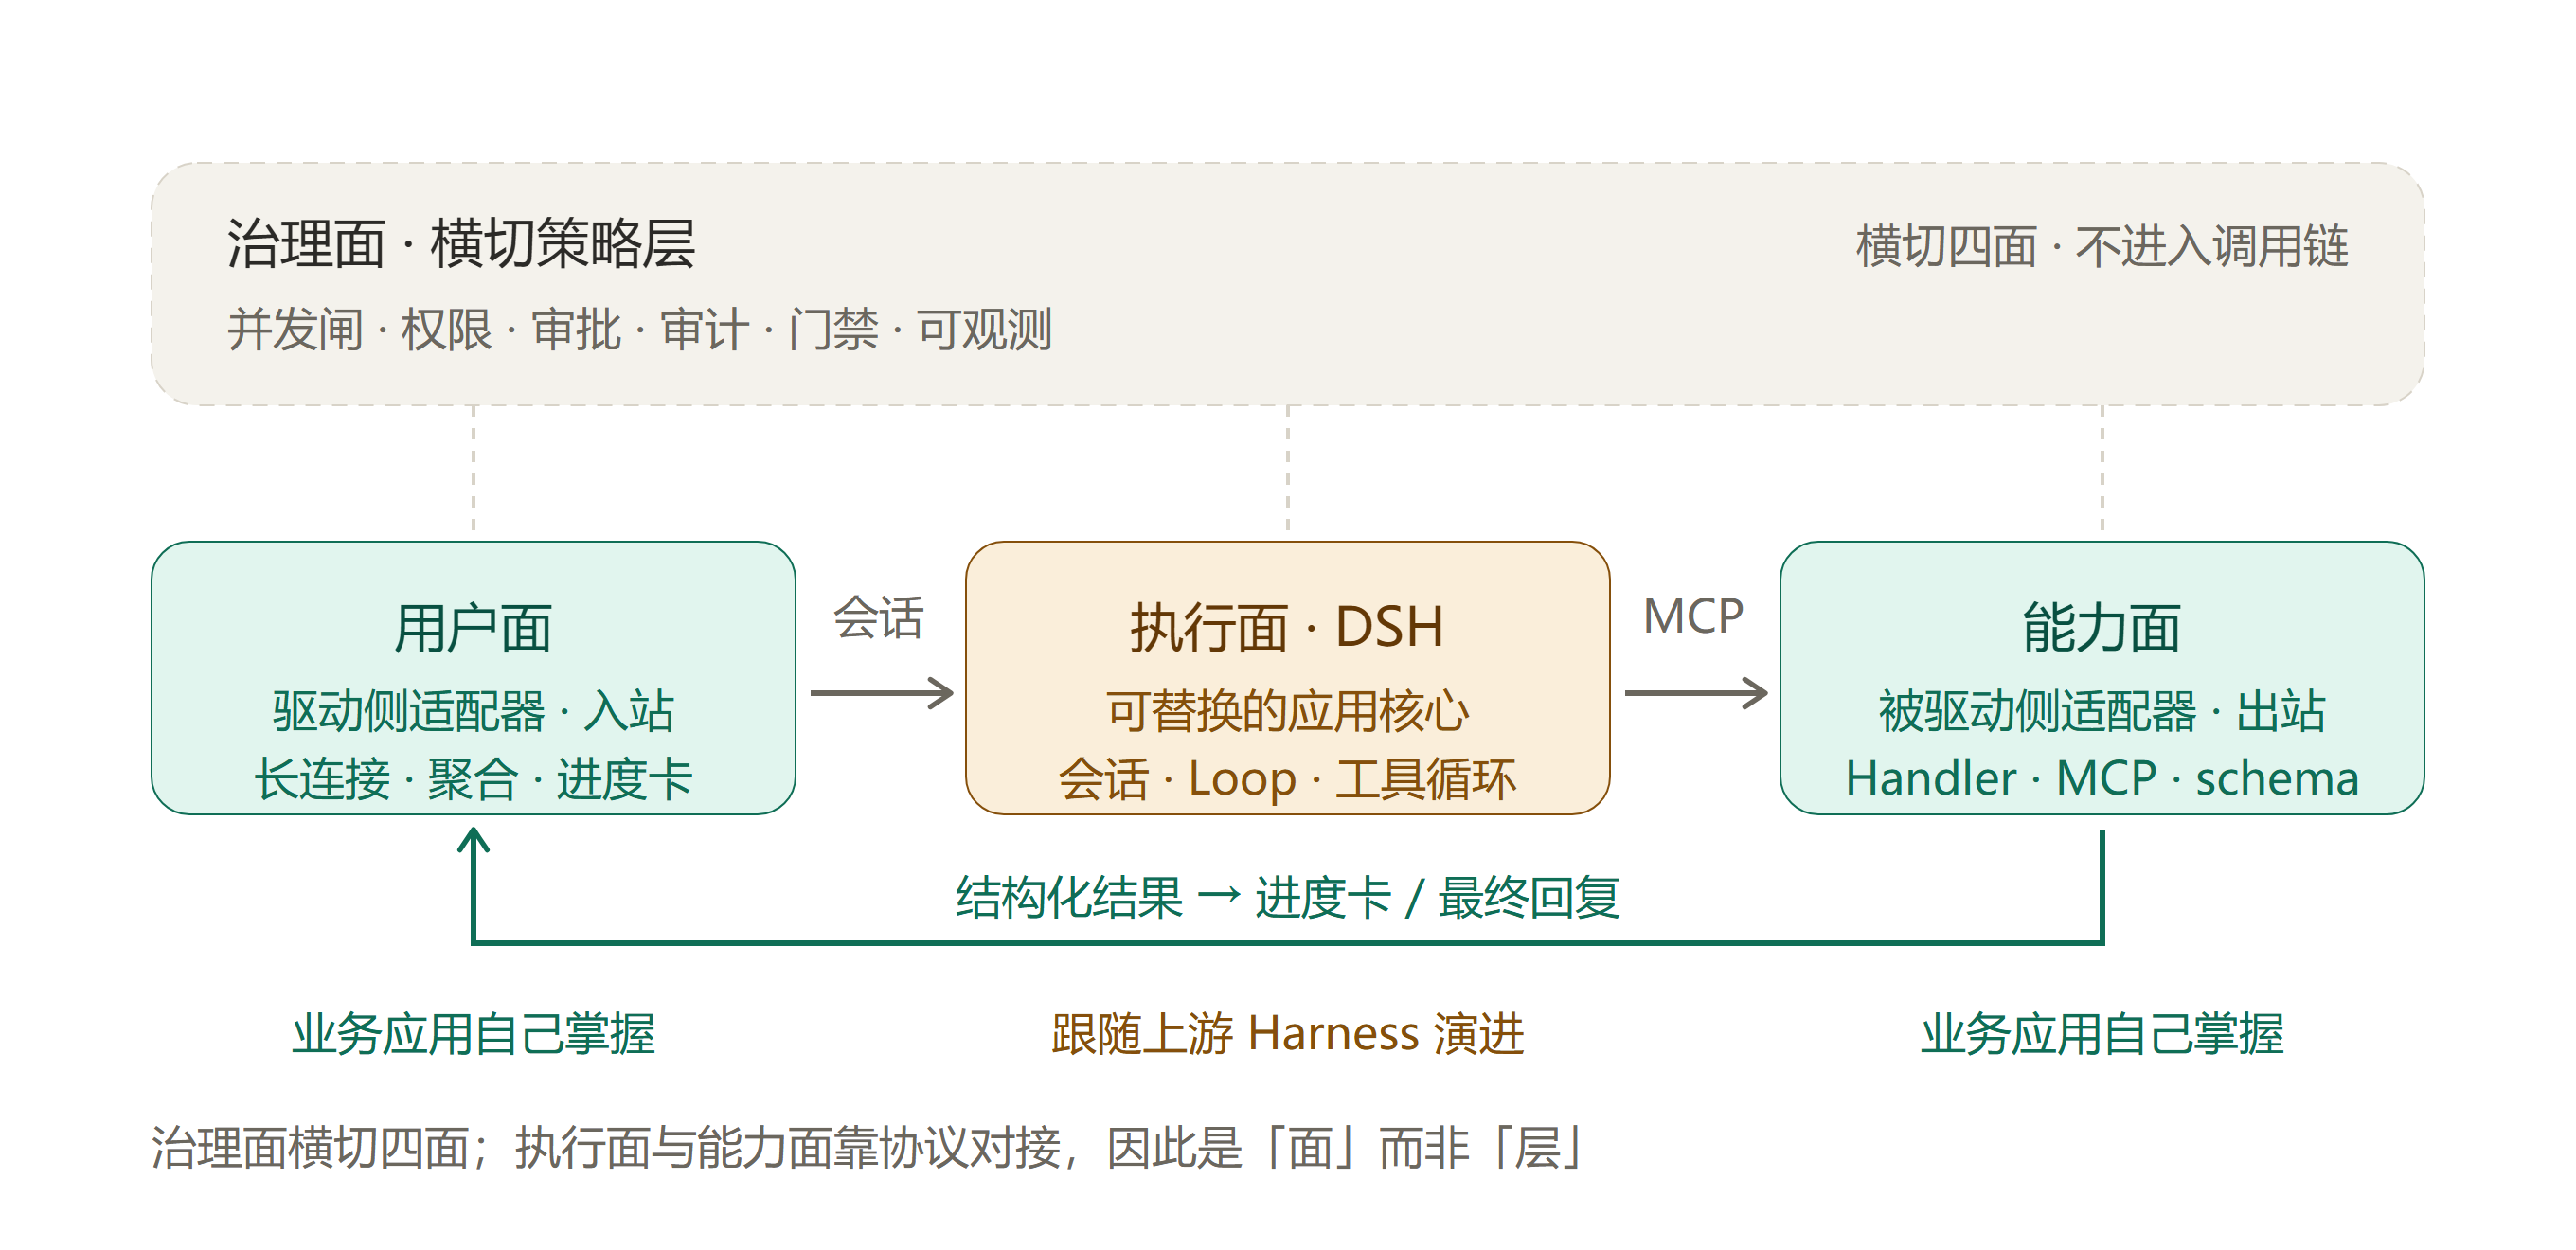 治理面 · 横切策略层
横切四面 · 不进入调用链
并发闸 · 权限 · 审批 · 审计 · 门禁 · 可观测
用户面
驱动侧适配器 · 入站
长连接 · 聚合 · 进度卡
会话
执行面 · DSH
可替换的应用核心
会话 · Loop · 工具循环
MCP
能力面
被驱动侧适配器 · 出站
Handler · MCP · schema
结构化结果 → 进度卡 / 最终回复
业务应用自己掌握
跟随上游 Harness 演进
业务应用自己掌握
治理面横切四面；执行面与能力面靠协议对接，因此是「面」而非「层」